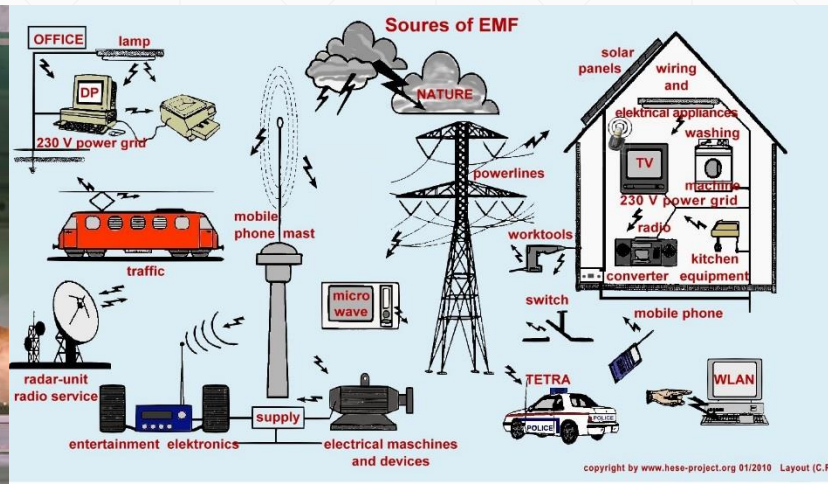 Soures of EMF
OFFICE
lamp
DP
230 V power grid
NATURE
solar
panels
wiring
and
elektrical appliances
washing
machine
TV
230 V power grid
radio
converter
kitchen
equipment
powerlines
mobile
phone mast
traffic
worktools
micro
wave
switch
mobile phone
radar-unit
radio service
TETRA
WLAN
POLICE
POLICE
supply
entertainment elektronics
electrical maschines
and devices
copyright by www.hese-project.org 01/2010 Layout (C.R